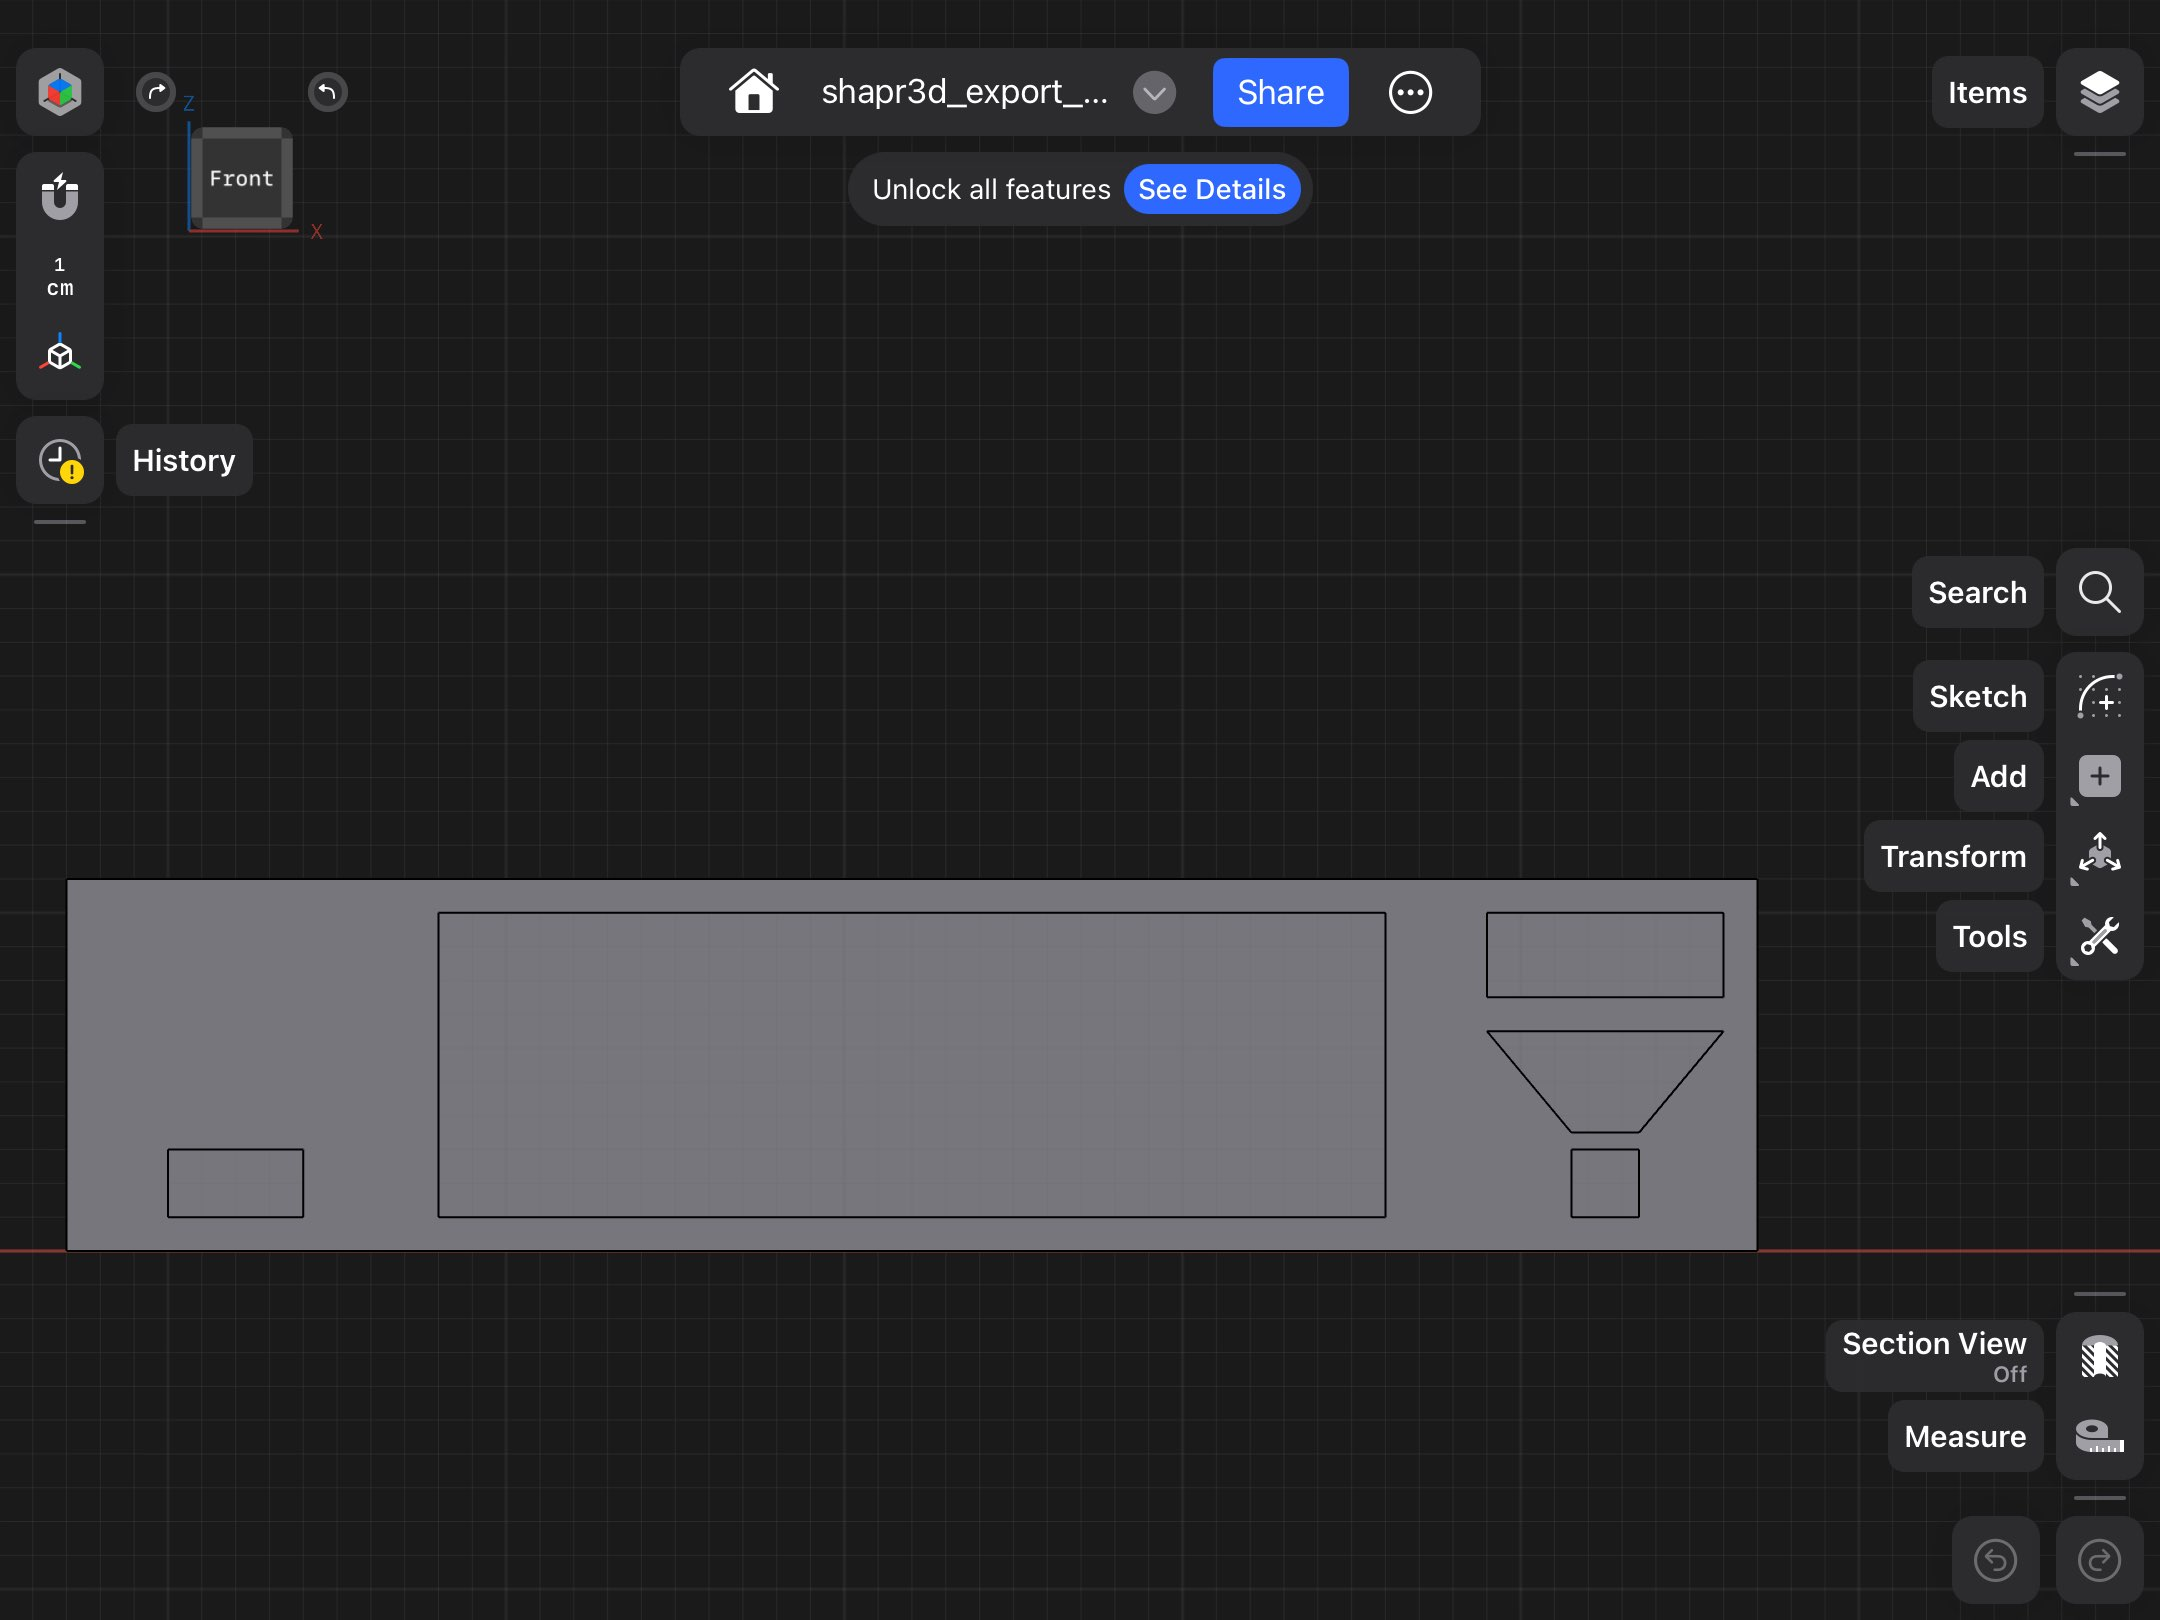 shapr3d_export_...
Share
Items
Unlock all features
See Details
Z
Front
X
1
cm
History
Search
Sketch
Add
Transform
Tools
Section View
Off
Measure